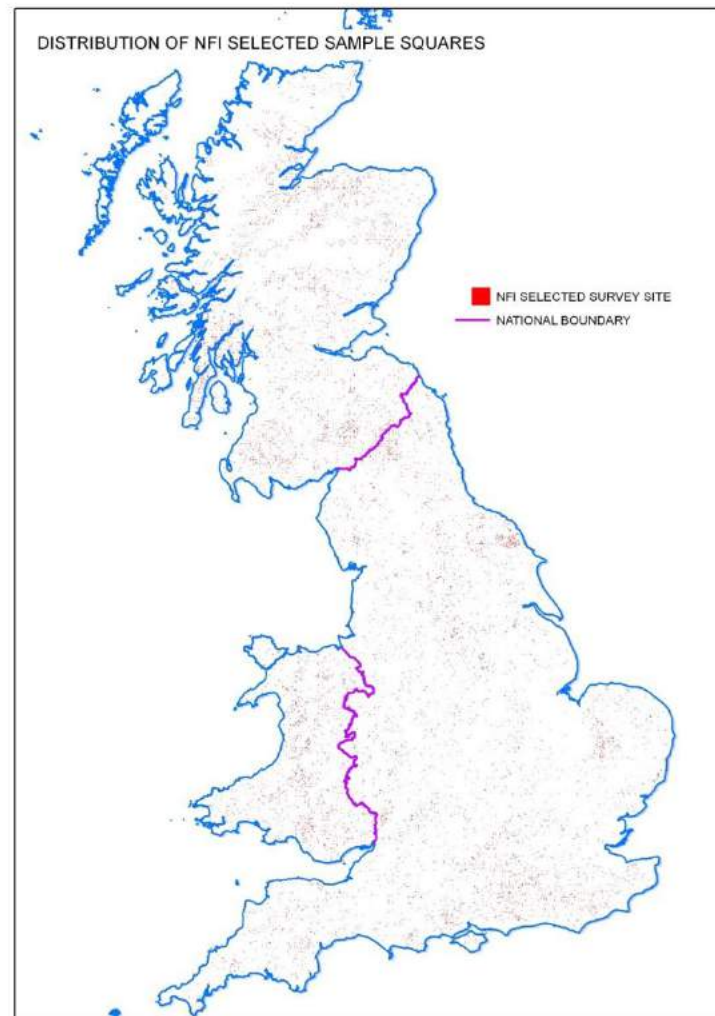 DISTRIBUTION OF NFI SELECTED SAMPLE SQUARES
NFI SELECTED SURVEY SITE
NATIONAL BOUNDARY